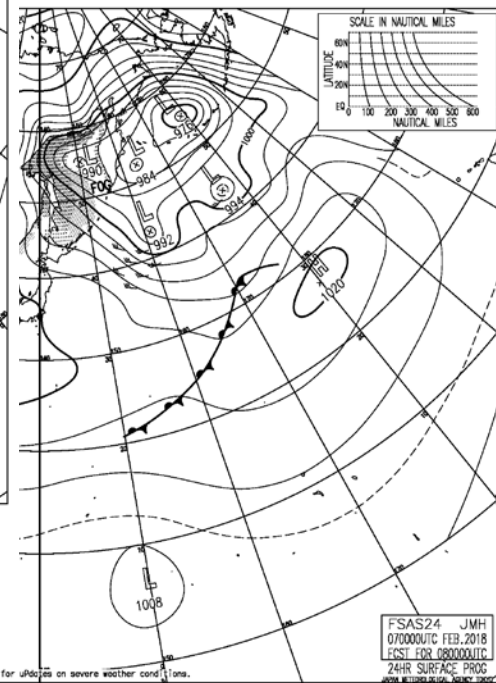 SCALE IN NAUTICAL MILES
LATITUDE
60N
40N
20N
EQ
0 100 200 300 400 500 600
NAUTICAL MILES
L
976
1000
L
990
FOG
L
984
L
994
L
992
H
1020
L
1008
FSAS24 JMH
070000UTC FEB.2018
FCST FOR 080000UTC
24HR SURFACE PROG
JAPAN METEOROLOGICAL AGENCY TOKYO
for uPdates on severe weather conditions.